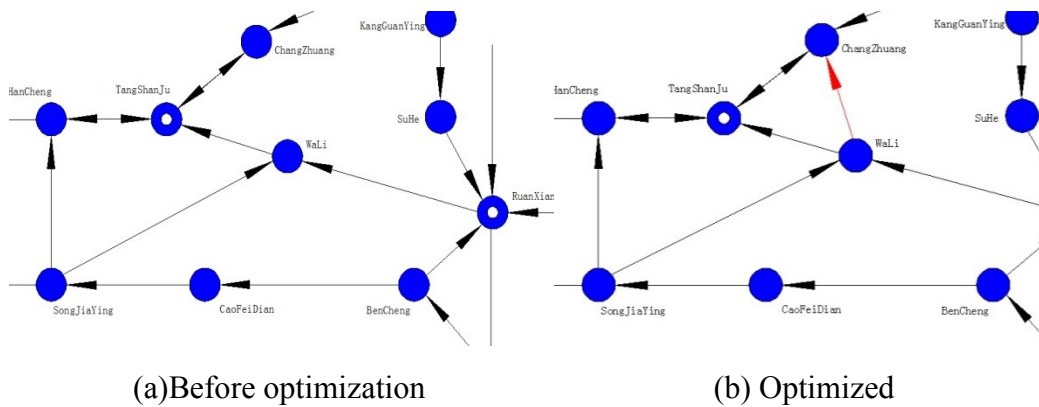 KangGuanYing
ChangZhuang
HanCheng
TangShanJu
SuHe
WaLi
RuanXian
SongJiaYing
CaoFeiDian
BenCheng
(a)Before optimization
KangGuanYing
ChangZhuang
HanCheng
TangShanJu
SuHe
WaLi
SongJiaYing
CaoFeiDian
BenCheng
(b) Optimized